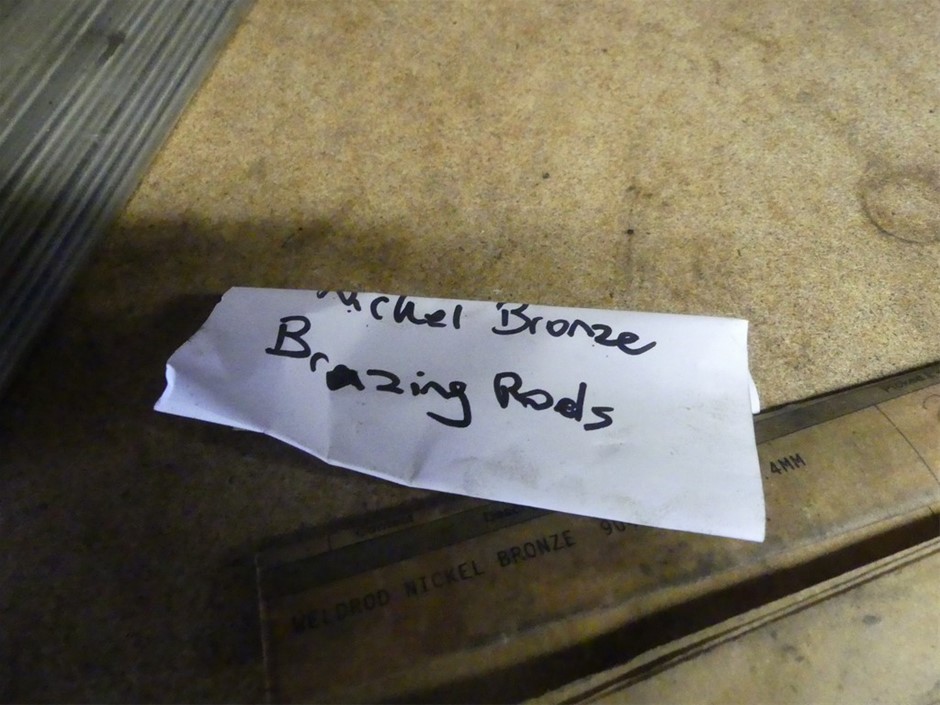 Nickel Bronze
Brazing Rods
4MM
WELDROD NICKEL BRONZE